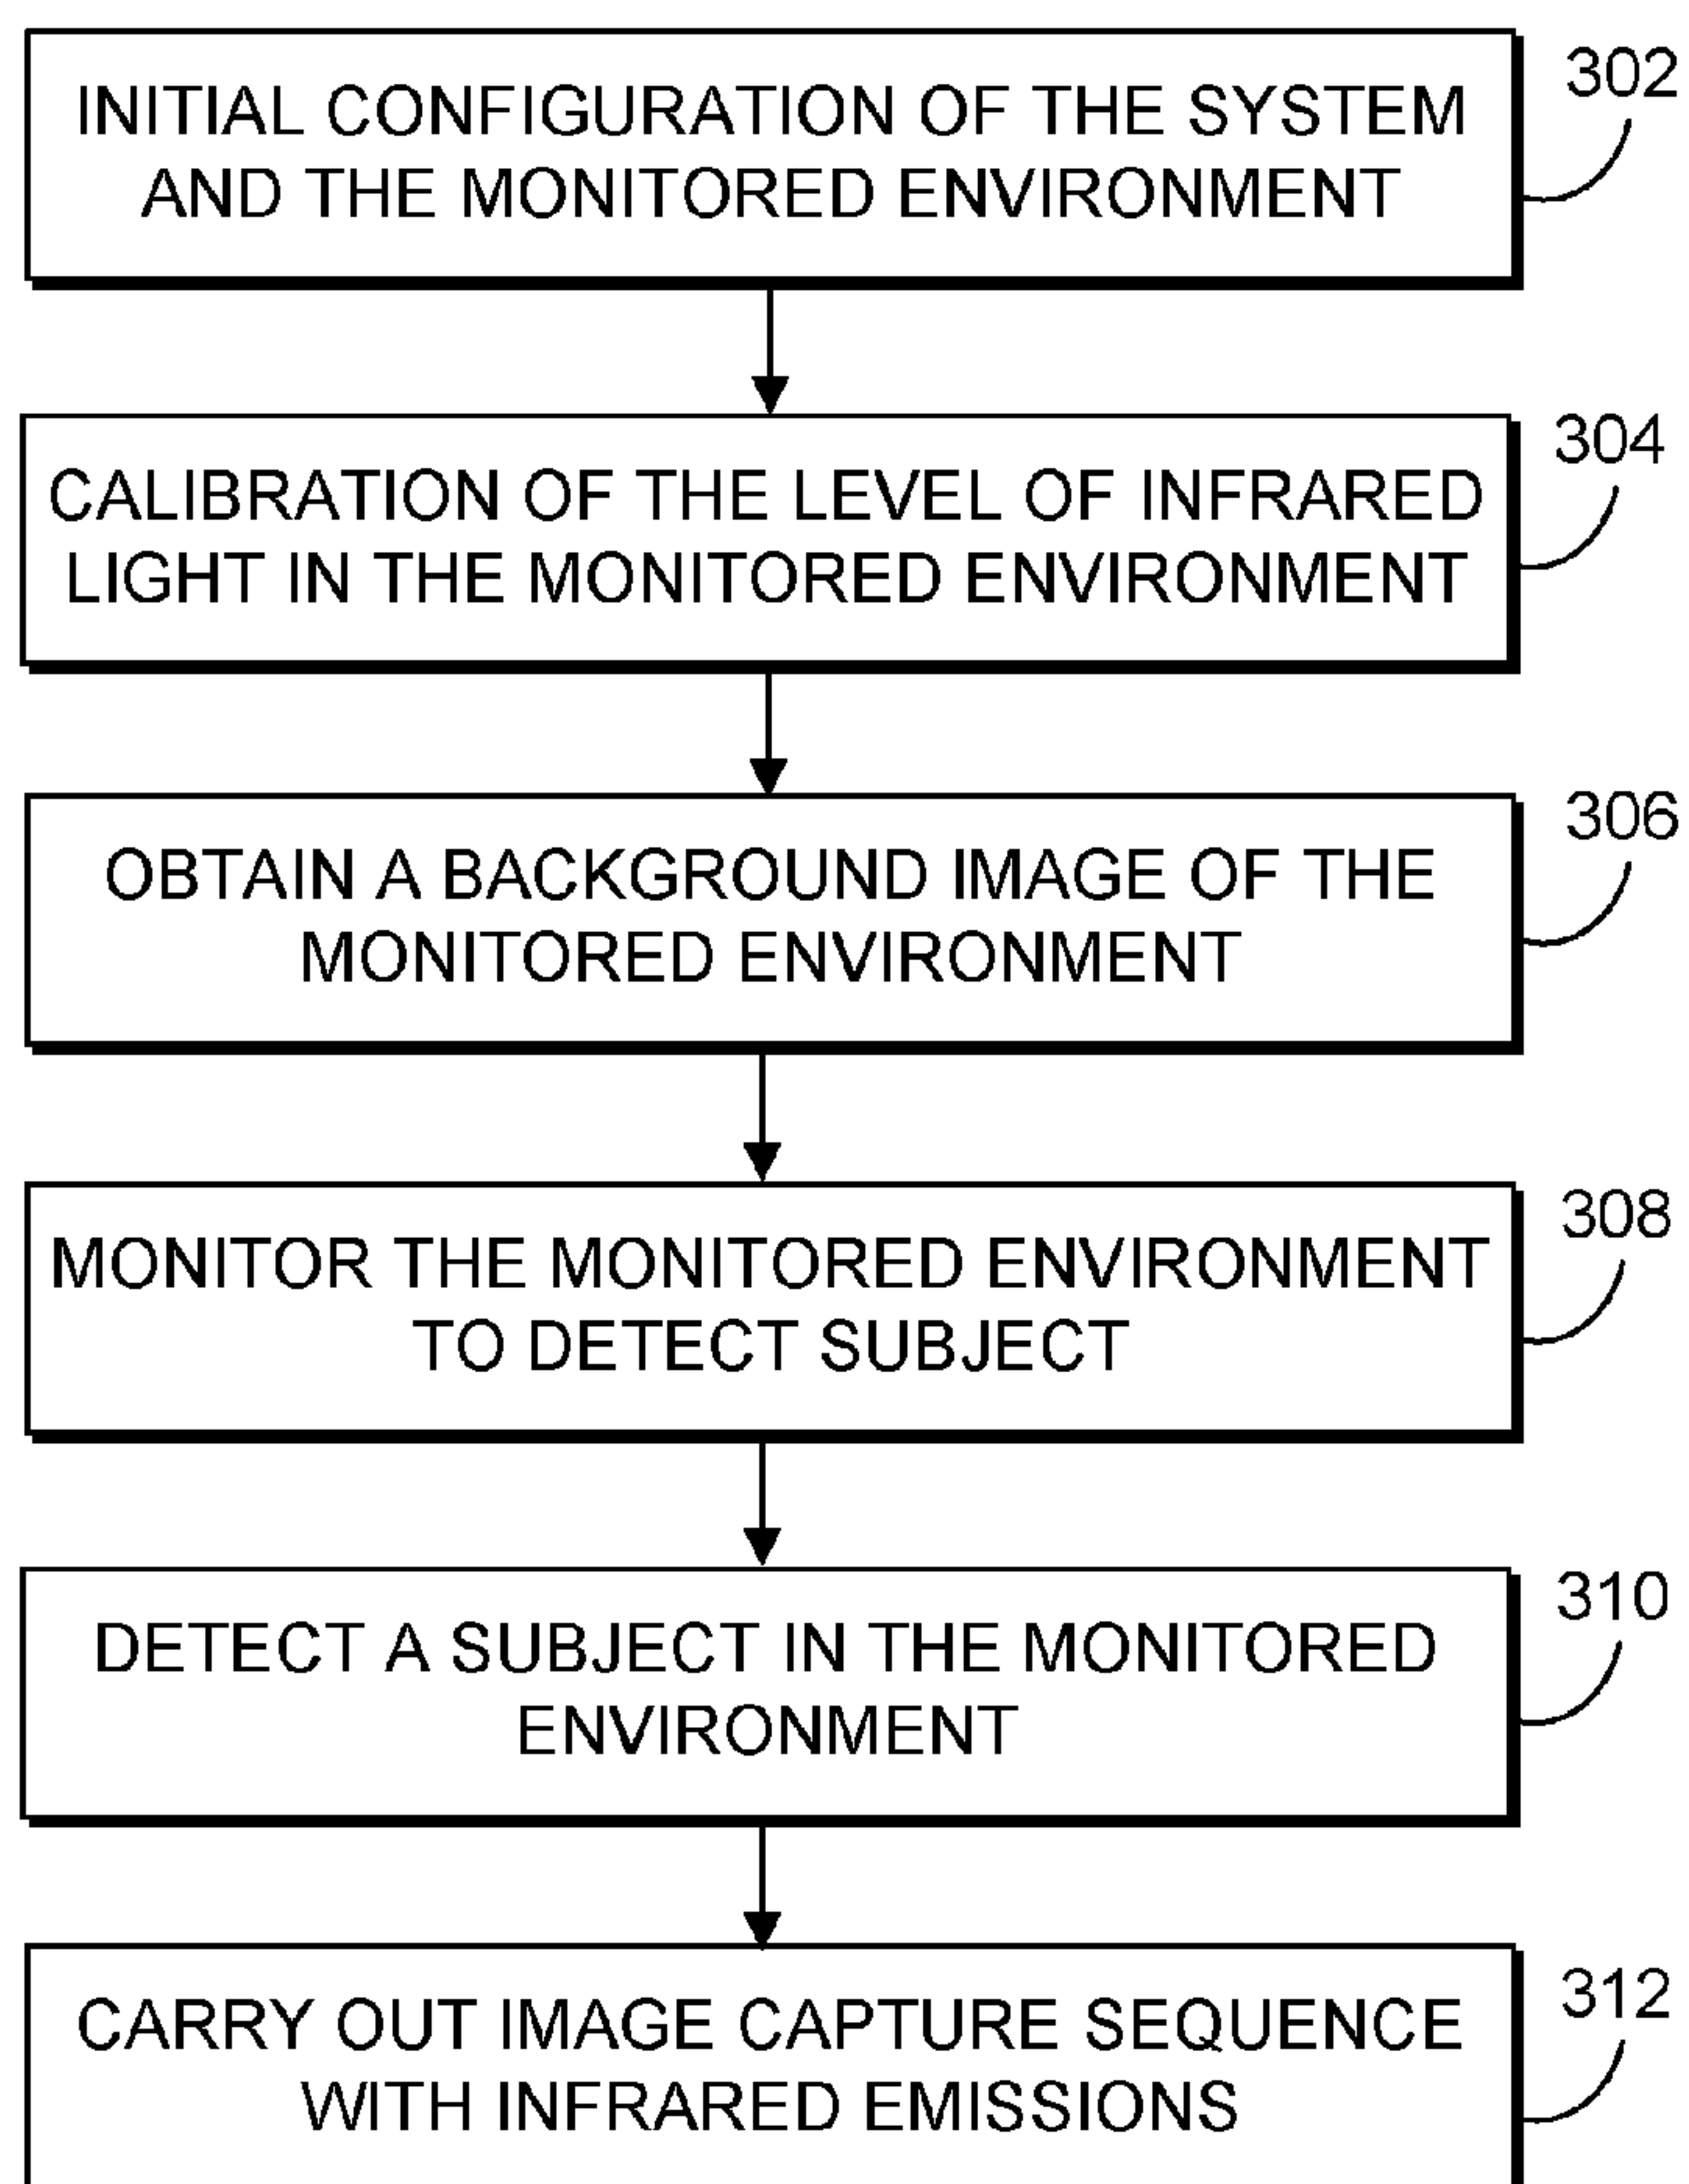 302
INITIAL CONFIGURATION OF THE SYSTEM
AND THE MONITORED ENVIRONMENT
304
CALIBRATION OF THE LEVEL OF INFRARED
LIGHT IN THE MONITORED ENVIRONMENT
306
OBTAIN A BACKGROUND IMAGE OF THE
MONITORED ENVIRONMENT
308
MONITOR THE MONITORED ENVIRONMENT
TO DETECT SUBJECT
310
DETECT A SUBJECT IN THE MONITORED
ENVIRONMENT
312
CARRY OUT IMAGE CAPTURE SEQUENCE
WITH INFRARED EMISSIONS